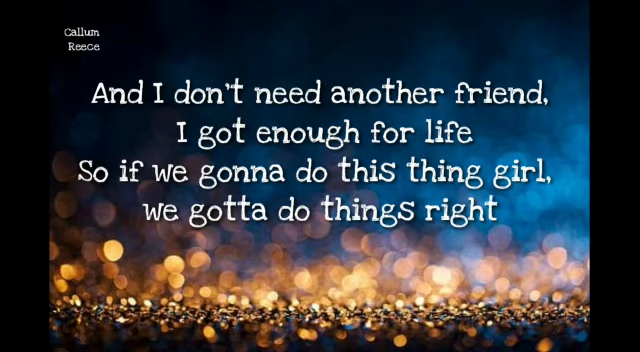 Callum
Reece
And I don't need another friend,
I got enough for life
So if we gonna do this thing girl,
we gotta do things right